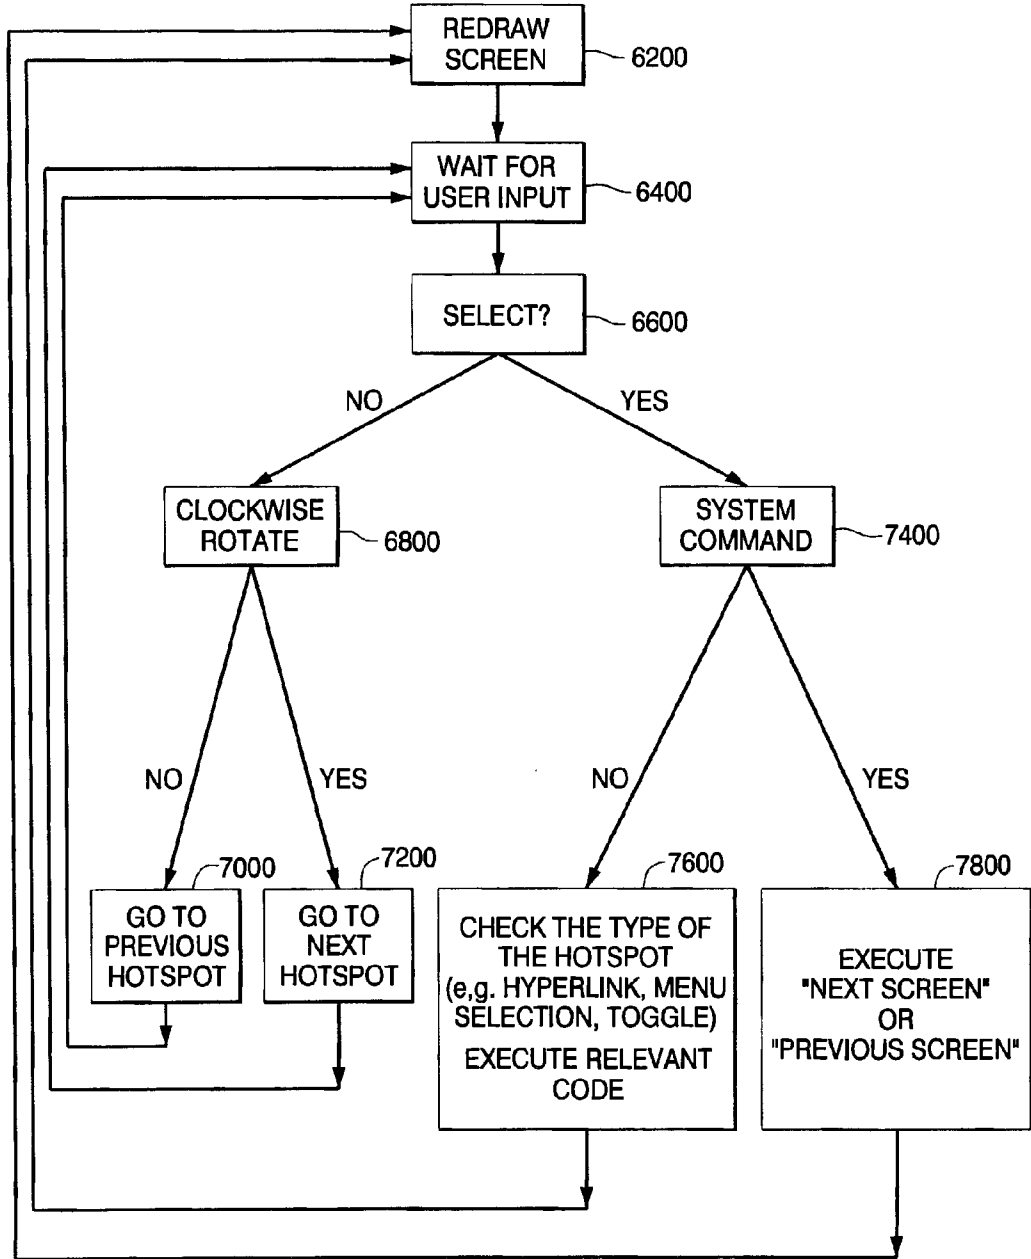 REDRAW
SCREEN
6200
WAIT FOR
USER INPUT
6400
SELECT?
6600
NO
YES
CLOCKWISE
ROTATE
6800
SYSTEM
COMMAND
7400
NO
YES
NO
YES
7000
7200
7600
7800
GO TO
PREVIOUS
HOTSPOT
GO TO
NEXT
HOTSPOT
CHECK THE TYPE OF
THE HOTSPOT
(e,g. HYPERLINK, MENU
SELECTION, TOGGLE)
EXECUTE RELEVANT
CODE
EXECUTE
"NEXT SCREEN"
OR
"PREVIOUS SCREEN"